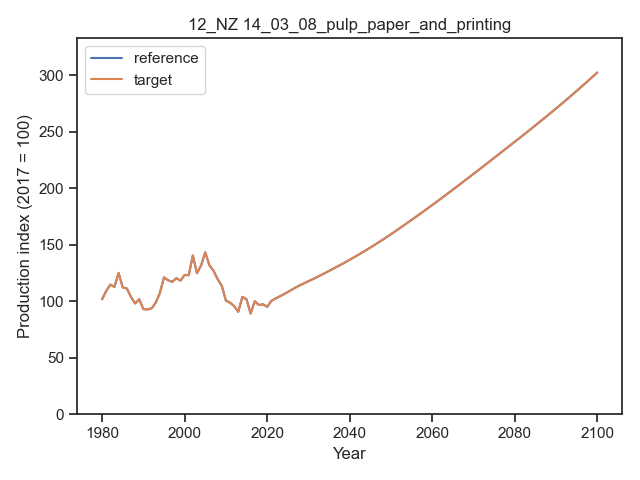 12_NZ 14_03_08_pulp_paper_and_printing
reference
target
Production index (2017 = 100)
300
250
200
150
100
50
0
1980
2000
2020
2040
2060
2080
2100
Year